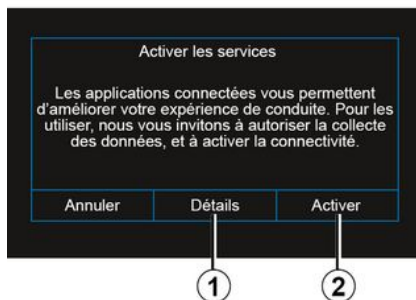 Activer les services
Les applications connectées vous permettent
d'améliorer votre expérience de conduite. Pour les
utiliser, nous vous invitons à autoriser la collecte
des données, et à activer la connectivité.
Annuler Détails Activer
1 2